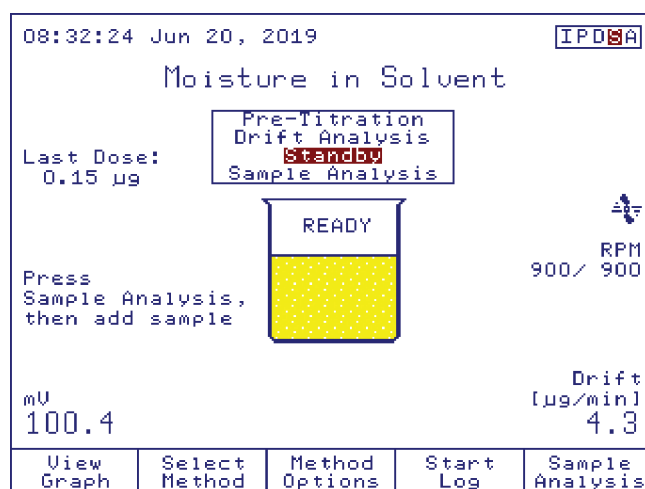 08:32:24 Jun 20, 2019
IPDSA
Moisture in Solvent
Pre-Titration
Drift Analysis
Standby
Sample Analysis
Last Dose:
0.15 µg
READY
RPM
900/ 900
Press
Sample Analysis,
then add sample
mV
100.4
Drift
[µg/min]
4.3
View
Graph
Select
Method
Method
Options
Start
Log
Sample
Analysis